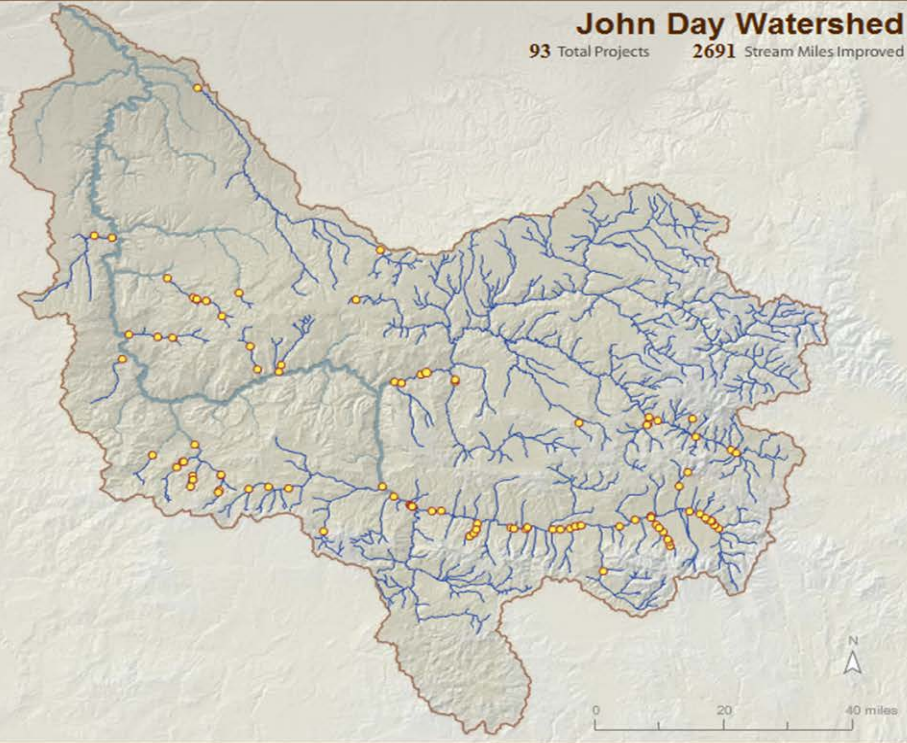 John Day Watershed
93 Total Projects 2691 Stream Miles Improved
N
0 20 40 miles